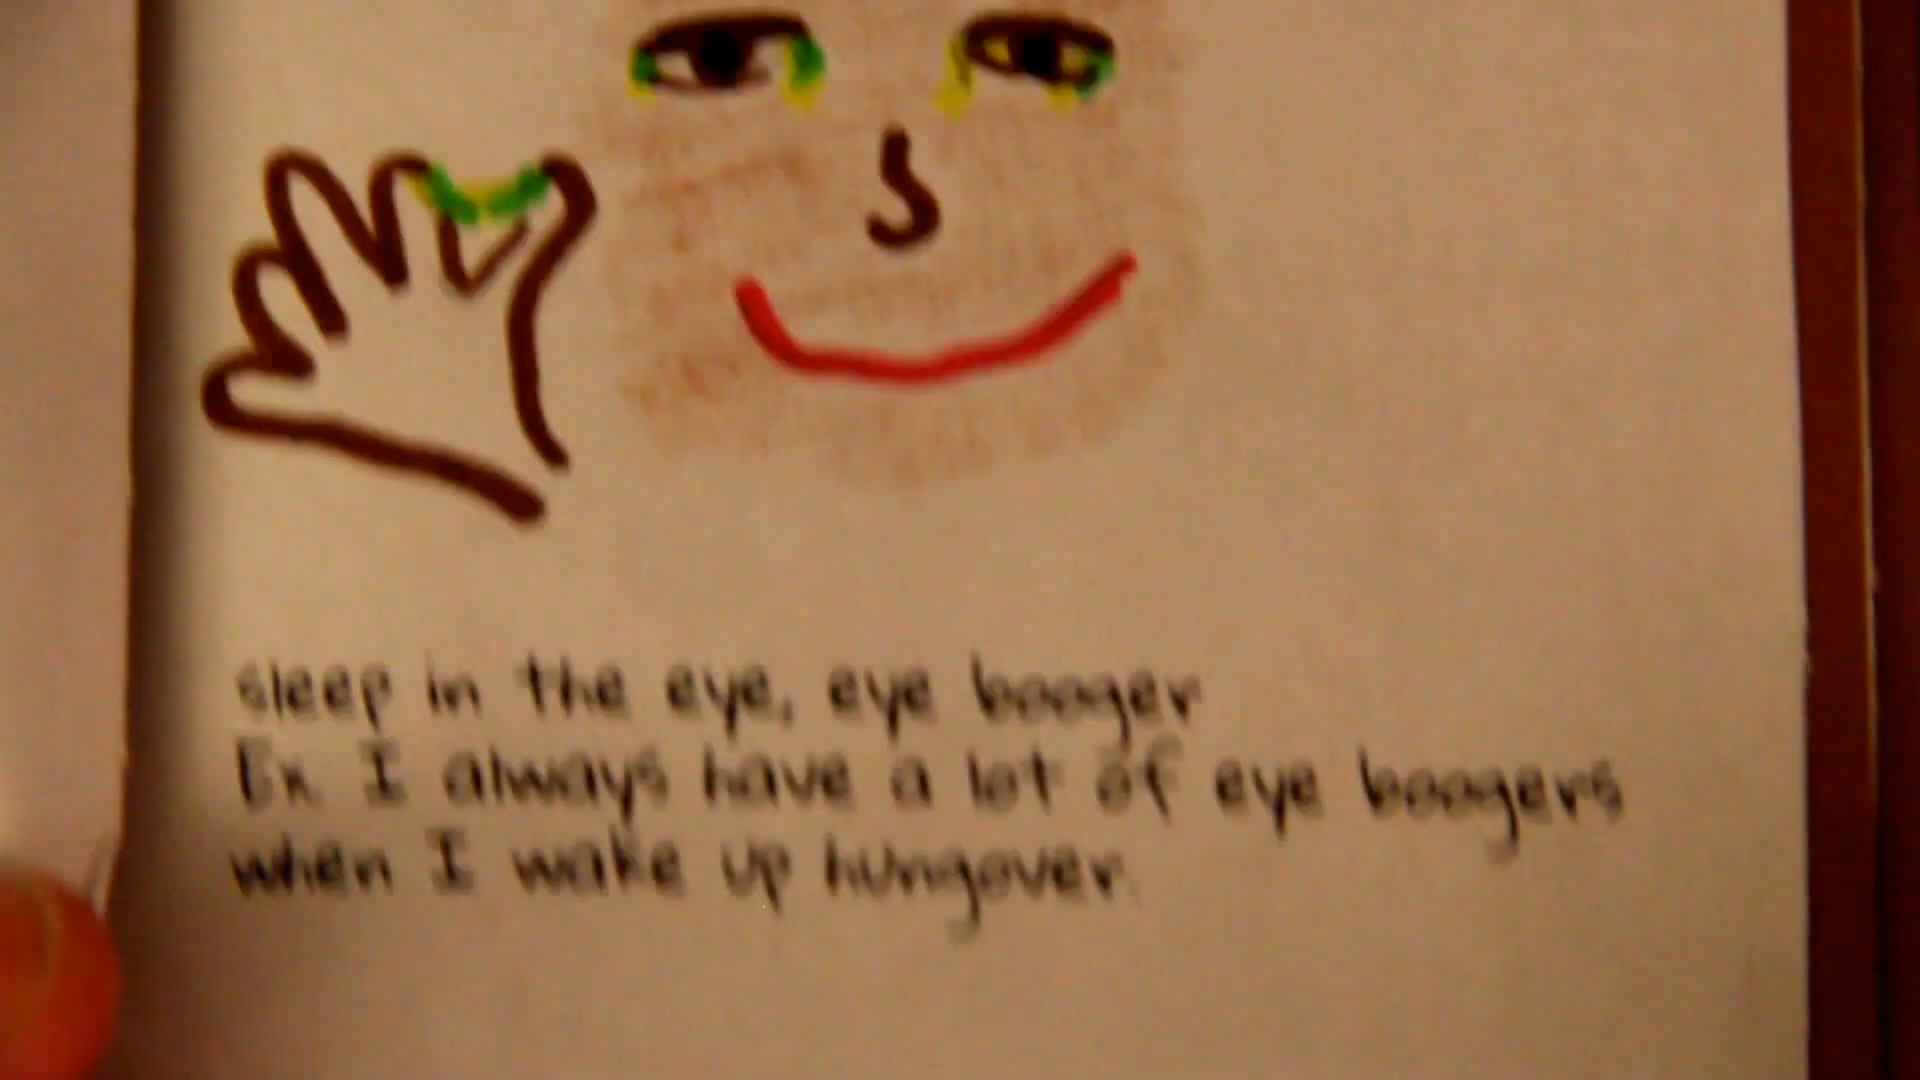 sleep in the eye, eye booger
Ex. I always have a lot of eye boogers
when I wake up hungover.